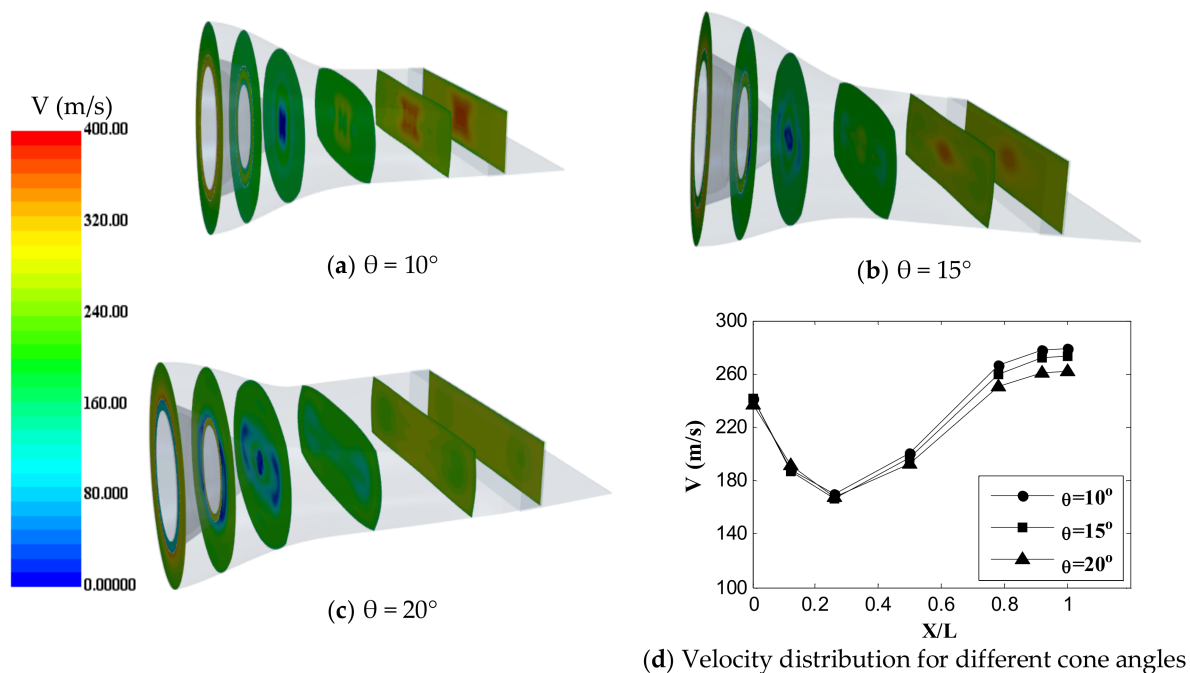 V (m/s)
400.00
320.00
240.00
160.00
80.000
0.00000
(a) θ = 10°
(b) θ = 15°
(c) θ = 20°
300
260
220
180
140
100
V (m/s)
0
0.2
0.4
0.6
0.8
1
X/L
θ=10°
θ=15°
θ=20°
(d) Velocity distribution for different cone angles